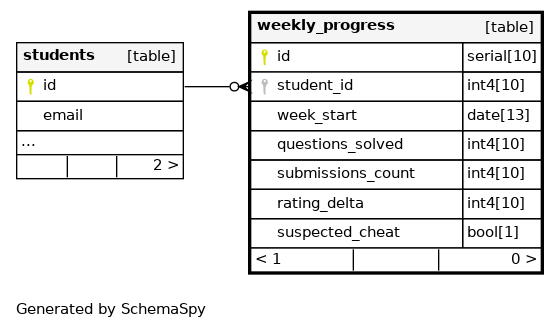 students [table]
id
email
...
2 >
weekly_progress [table]
id serial[10]
student_id int4[10]
week_start date[13]
questions_solved int4[10]
submissions_count int4[10]
rating_delta int4[10]
suspected_cheat bool[1]
< 1 0 >
Generated by SchemaSpy